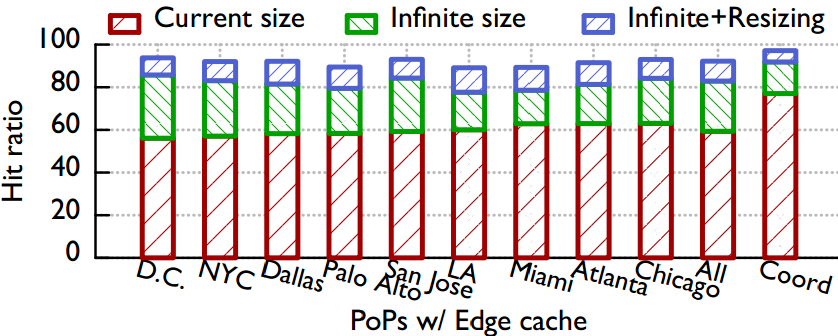 Current size Infinite size Infinite+Resizing
100
80
60
40
20
0
Hit ratio
D.C. NYC Dallas Palo Alto San Jose LA Miami Atlanta Chicago All Coord
PoPs w/ Edge cache